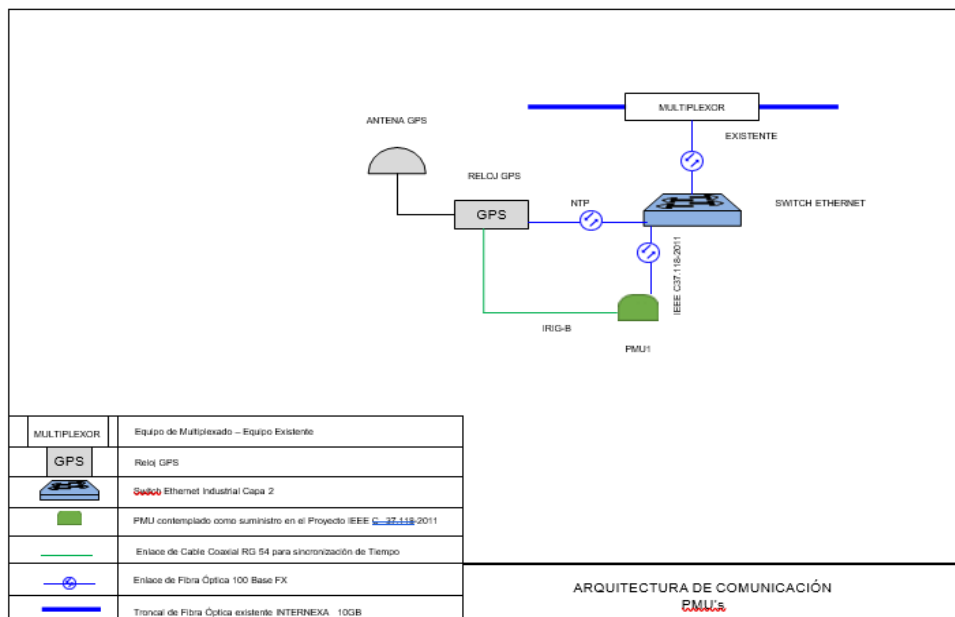 MULTIPLEXOR
ANTENA GPS
EXISTENTE
RELOJ GPS
NTP
SWITCH ETHERNET
GPS
IEEE C37.118-2011
IRIG-B
PMU1
MULTIPLEXOR
Equipo de Multiplexado – Equipo Existente
GPS
Reloj GPS
Switch Ethernet Industrial Capa 2
PMU contemplado como suministro en el Proyecto IEEE C 37.118-2011
Enlace de Cable Coaxial RG 54 para sincronización de Tiempo
Enlace de Fibra Óptica 100 Base FX
Troncal de Fibra Óptica existente INTERNEXA 10GB
ARQUITECTURA DE COMUNICACIÓN
PMU's